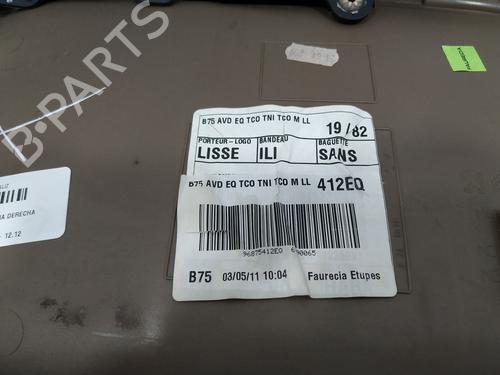 FAURECIA
B75 AVD EQ TCO TNI TCO M LL
19 / 82
PORTEUR-LOGO BANDEAU BAGUETTE
LISSE ILI SANS
B75 AVD EQ TCO TNI TCO M LL 412EQ
96875412EQ
B75 03/05/11 10:04 Faurecia Etupes
DERECHA
12.12
B-PARTS